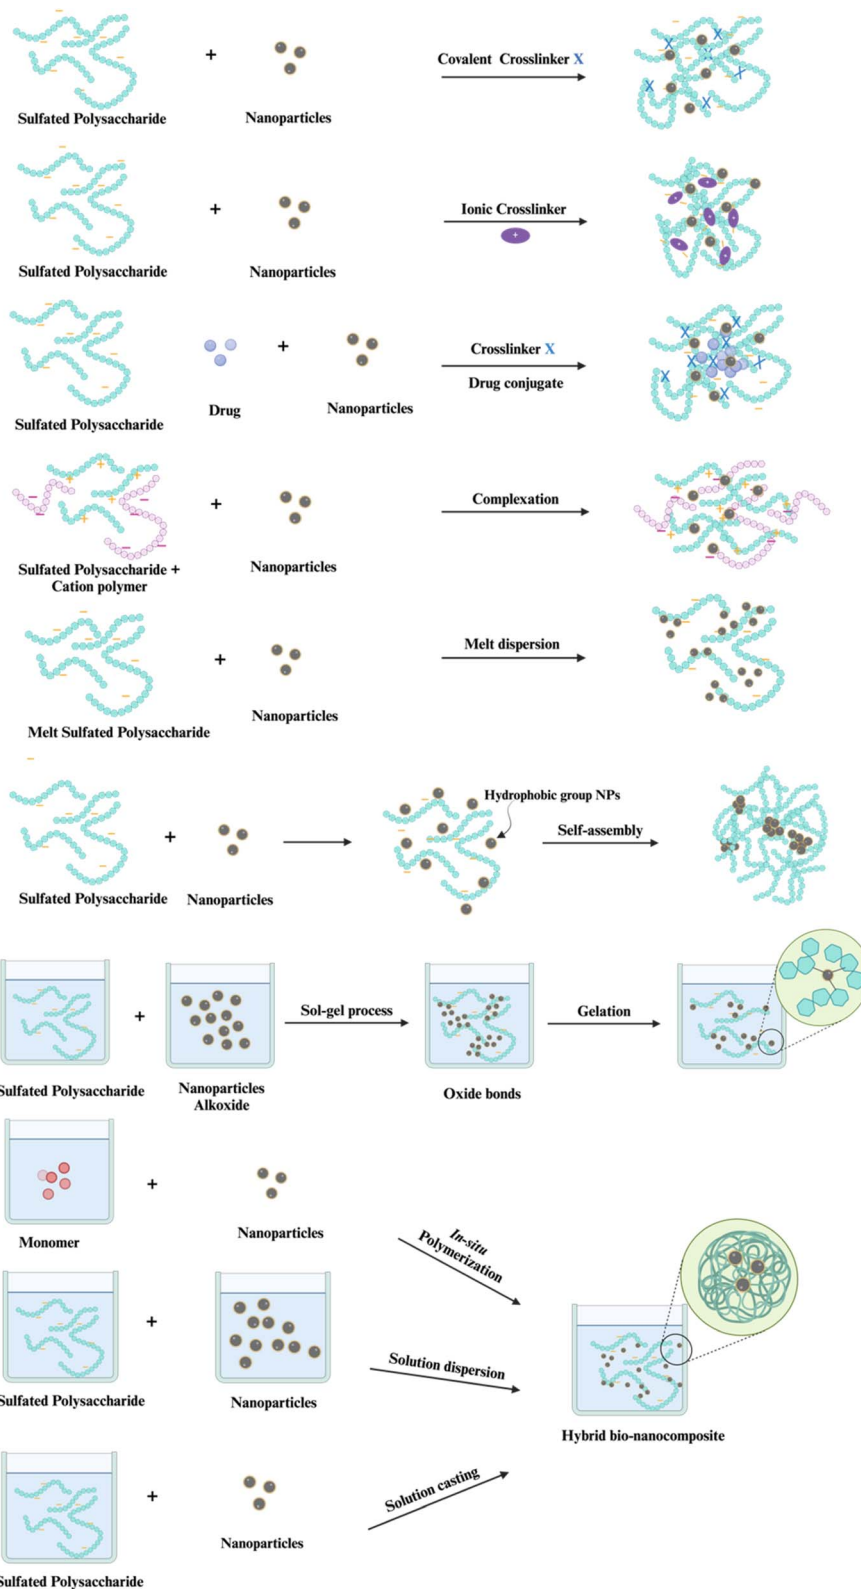 +
Covalent Crosslinker X
Sulfated Polysaccharide
Nanoparticles
+
Ionic Crosslinker
+
Sulfated Polysaccharide
Nanoparticles
+
Crosslinker X
Drug conjugate
Drug
Nanoparticles
Sulfated Polysaccharide
+
Complexation
Sulfated Polysaccharide +
Cation polymer
Nanoparticles
+
Melt dispersion
Nanoparticles
Melt Sulfated Polysaccharide
Hydrophobic group NPs
+
Self-assembly
Sulfated Polysaccharide
Nanoparticles
+
Sol-gel process
Gelation
Sulfated Polysaccharide
Nanoparticles
Alkoxide
Oxide bonds
+
Monomer
Nanoparticles
In-situ
Polymerization
+
Solution dispersion
Sulfated Polysaccharide
Nanoparticles
Hybrid bio-nanocomposite
+
Solution casting
Nanoparticles
Sulfated Polysaccharide